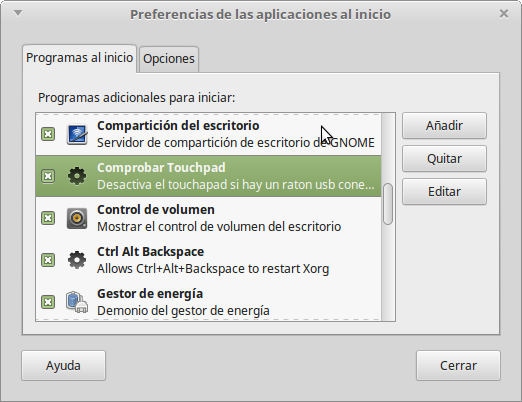 Preferencias de las aplicaciones al inicio
Programas al inicio
Opciones
Programas adicionales para iniciar:
Compartición del escritorio
Servidor de compartición de escritorio de GNOME
Comprobar Touchpad
Desactiva el touchapad si hay un raton usb cone...
Control de volumen
Mostrar el control de volumen del escritorio
Ctrl Alt Backspace
Allows Ctrl+Alt+Backspace to restart Xorg
Gestor de energía
Demonio del gestor de energía
Añadir
Quitar
Editar
Ayuda
Cerrar